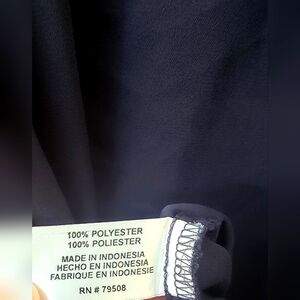 100% POLYESTER
100% POLIESTER
MADE IN INDONESIA
HECHO EN INDONESIA
FABRIQUE EN INDONESIE
RN # 79508